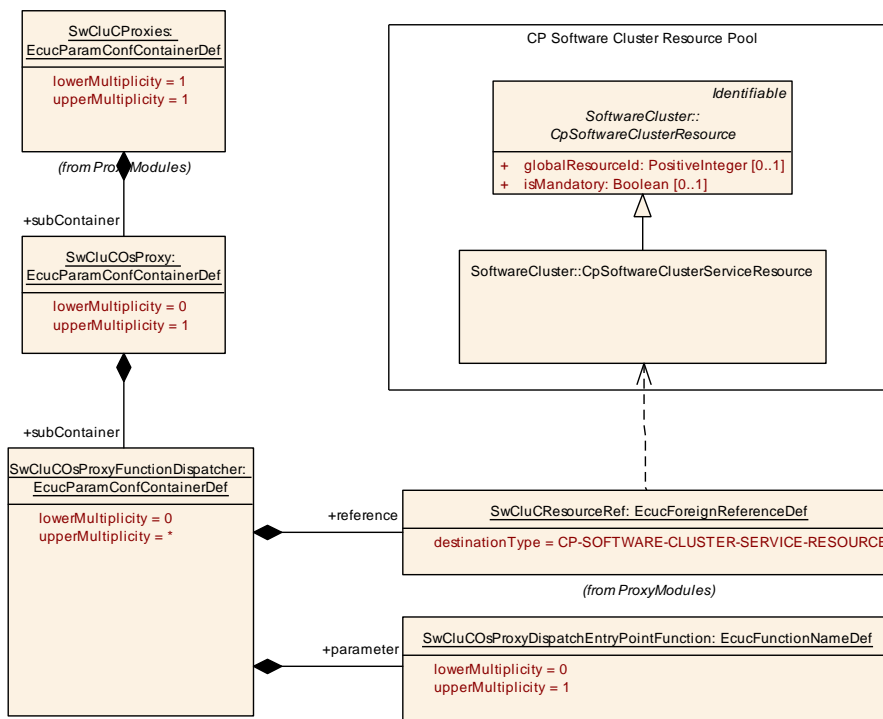 SwCluCProxies:
EcucParamConfContainerDef
lowerMultiplicity = 1
upperMultiplicity = 1
(from ProxyModules)
+subContainer
SwCluCOsProxy:
EcucParamConfContainerDef
lowerMultiplicity = 0
upperMultiplicity = 1
+subContainer
SwCluCOsProxyFunctionDispatcher:
EcucParamConfContainerDef
lowerMultiplicity = 0
upperMultiplicity = *
CP Software Cluster Resource Pool
Identifiable
SoftwareCluster::
CpSoftwareClusterResource
+ globalResourceId: PositiveInteger [0..1]
+ isMandatory: Boolean [0..1]
SoftwareCluster::CpSoftwareClusterServiceResource
+reference
SwCluCResourceRef: EcucForeignReferenceDef
destinationType = CP-SOFTWARE-CLUSTER-SERVICE-RESOURCE
(from ProxyModules)
+parameter
SwCluCOsProxyDispatchEntryPointFunction: EcucFunctionNameDef
lowerMultiplicity = 0
upperMultiplicity = 1